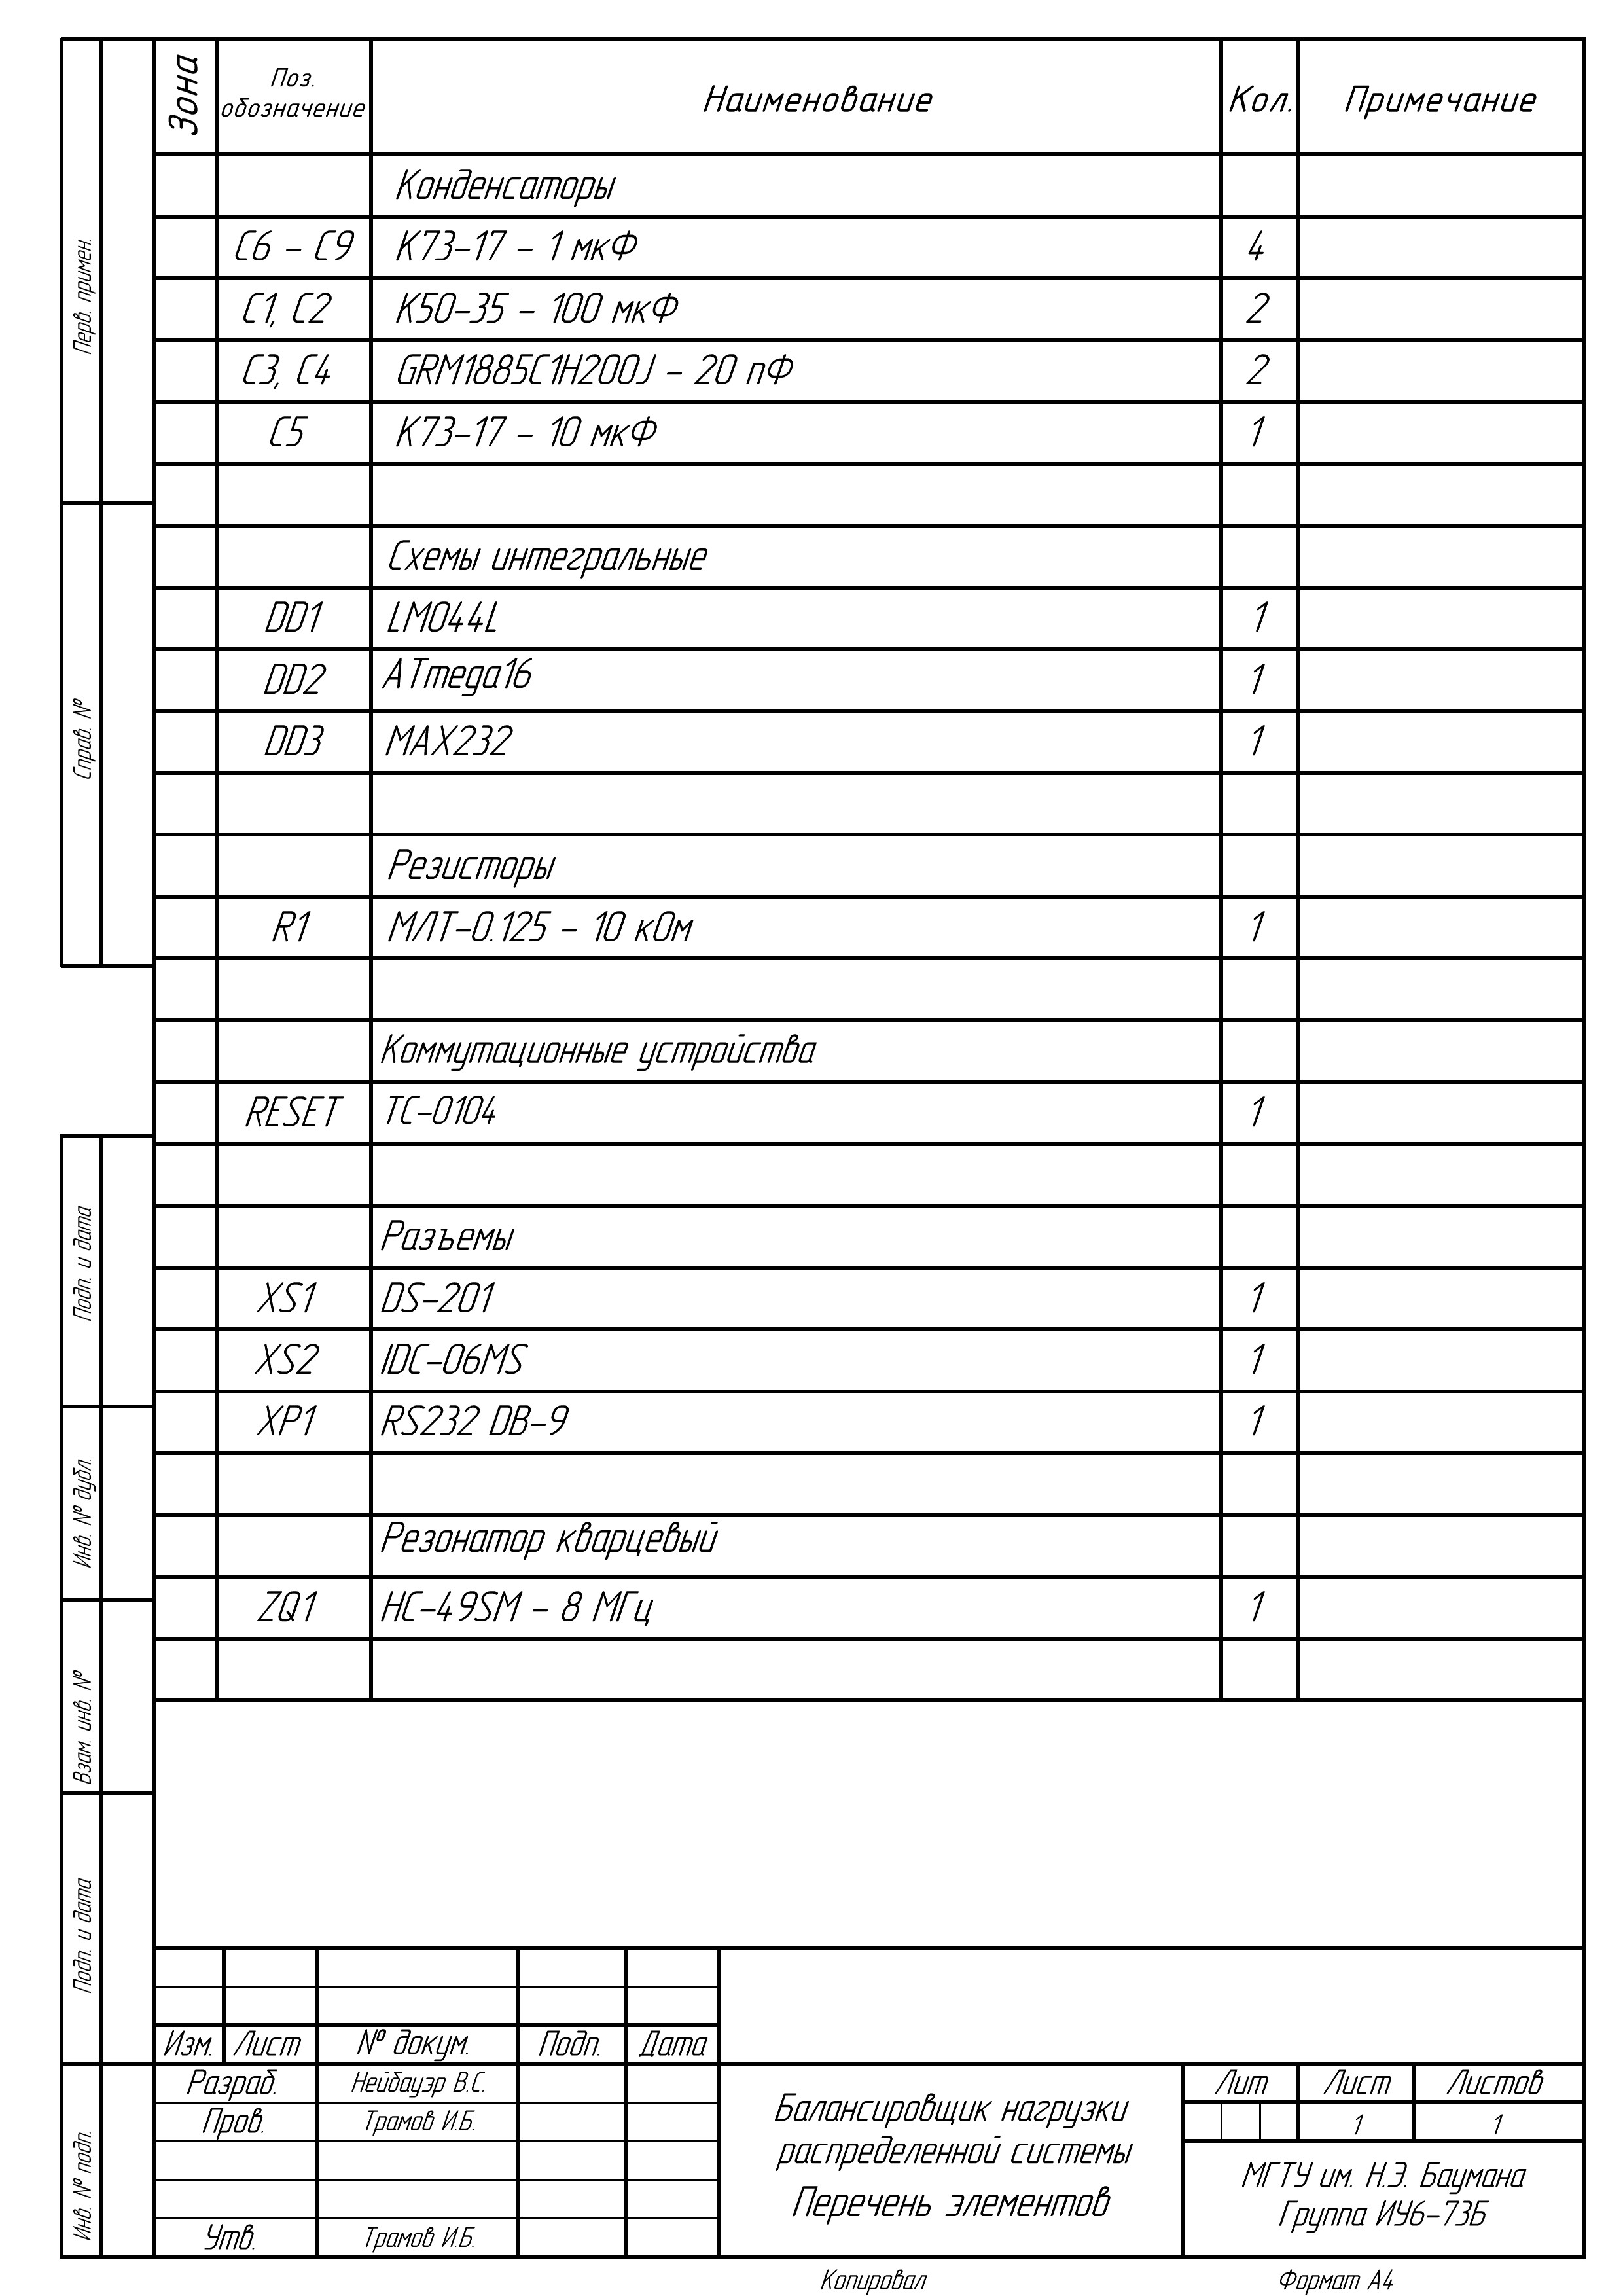 Перв. примен.
Справ. №
Подп. и дата
Инв. № дубл.
Взам. инв. №
Подп. и дата
Инв. № подп.
Зона
Поз.
обозначение
Наименование
Кол.
Примечание
Конденсаторы
C6 – C9 К73-17 – 1 мкФ 4
C1, C2 К50-35 – 100 мкФ 2
C3, C4 GRM1885C1H200J – 20 пФ 2
C5 К73-17 – 10 мкФ 1
Схемы интегральные
DD1 LM044L 1
DD2 ATmega16 1
DD3 MAX232 1
Резисторы
R1 МЛТ-0.125 – 10 кОм 1
Коммутационные устройства
RESET TC-0104 1
Разъемы
XS1 DS-201 1
XS2 IDC-06MS 1
XP1 RS232 DB-9 1
Резонатор кварцевый
ZQ1 HC-49SM – 8 МГц 1
Изм. Лист № докум. Подп. Дата
Разраб. Нейбауэр В.С.
Пров. Трамов И.Б.
Утв. Трамов И.Б.
Балансировщик нагрузки
распределенной системы
Перечень элементов
Лит Лист Листов
1 1
МГТУ им. Н.Э. Баумана
Группа ИУ6-73Б
Копировал Формат А4